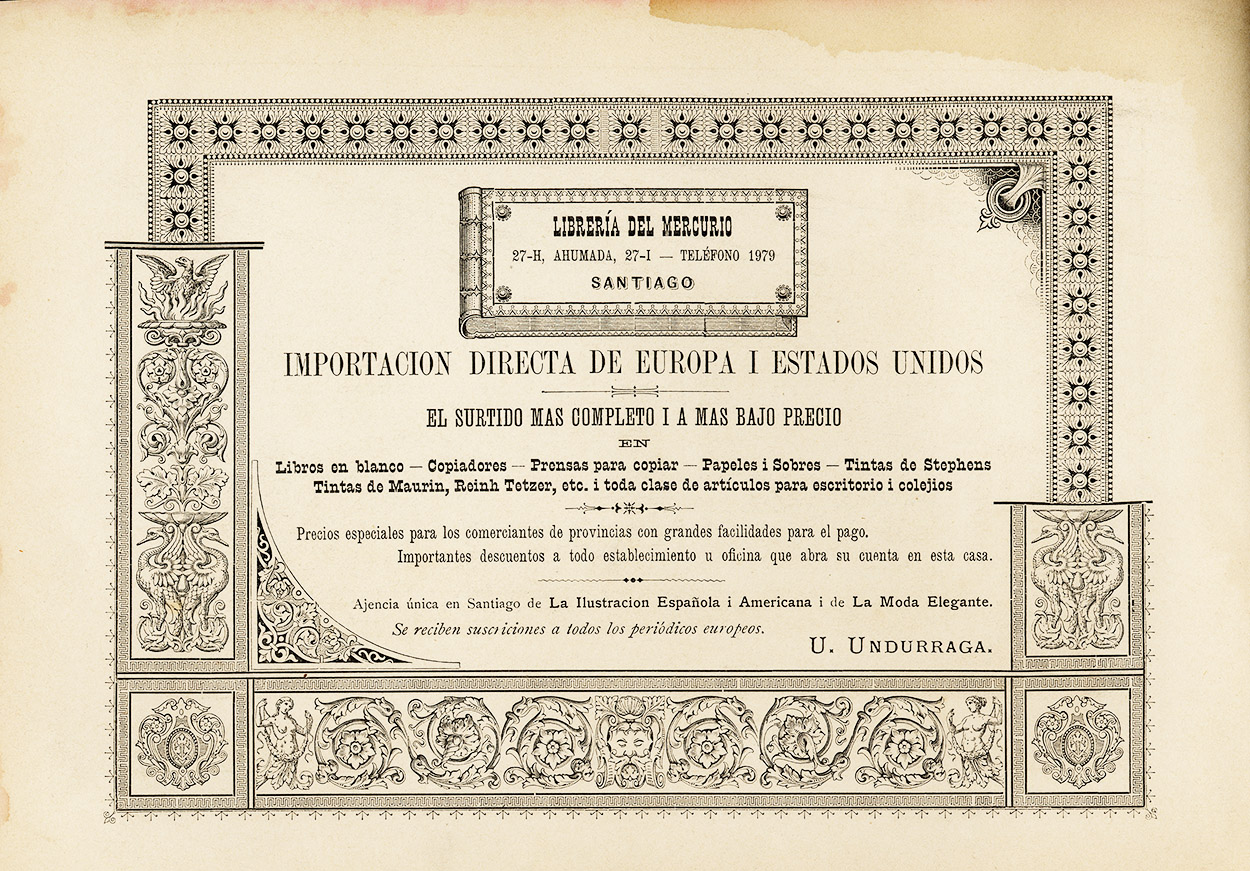 LIBRERÍA DEL MERCURIO
27-H, AHUMADA, 27-I — TELÉFONO 1979
SANTIAGO
IMPORTACION DIRECTA DE EUROPA I ESTADOS UNIDOS
EL SURTIDO MAS COMPLETO I A MAS BAJO PRECIO
EN
Libros en blanco — Copiadores — Prensas para copiar — Papeles i Sobres — Tintas de Stephens
Tintas de Maurin, Reinh Tetzer, etc. i toda clase de artículos para escritorio i colejios
Precios especiales para los comerciantes de provincias con grandes facilidades para el pago.
Importantes descuentos a todo establecimiento u oficina que abra su cuenta en esta casa.
Ajencia única en Santiago de La Ilustracion Española i Americana i de La Moda Elegante.
Se reciben suscriciones a todos los periódicos europeos.
U. UNDURRAGA.